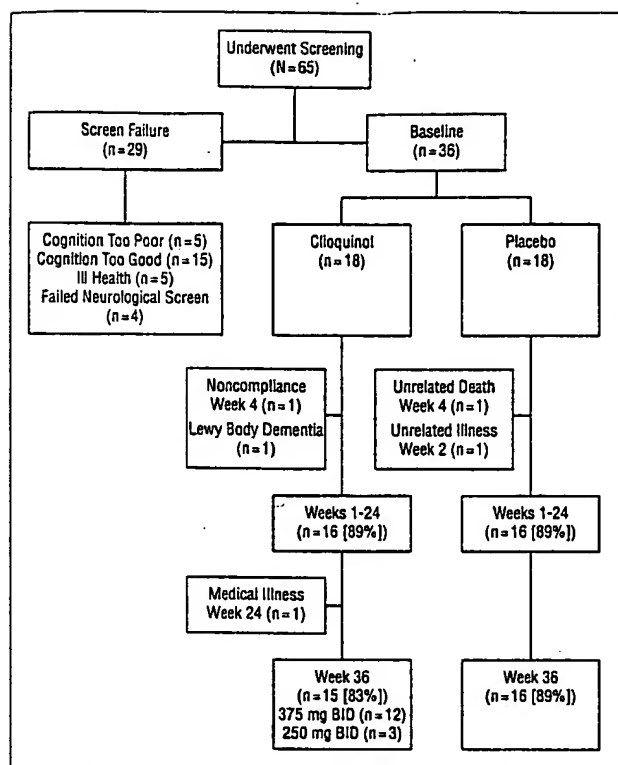 Underwent Screening
(N=65)
Screen Failure
(n=29)
Baseline
(n=36)
Cognition Too Poor (n=5)
Cognition Too Good (n=15)
Ill Health (n=5)
Failed Neurological Screen
(n=4)
Clioquinol
(n=18)
Placebo
(n=18)
Noncompliance
Week 4 (n=1)
Lewy Body Dementia
(n=1)
Unrelated Death
Week 4 (n=1)
Unrelated Illness
Week 2 (n=1)
Weeks 1-24
(n=16 [89%])
Weeks 1-24
(n=16 [89%])
Medical Illness
Week 24 (n=1)
Week 36
(n=15 [83%])
375 mg BID (n=12)
250 mg BID (n=3)
Week 36
(n=16 [89%])